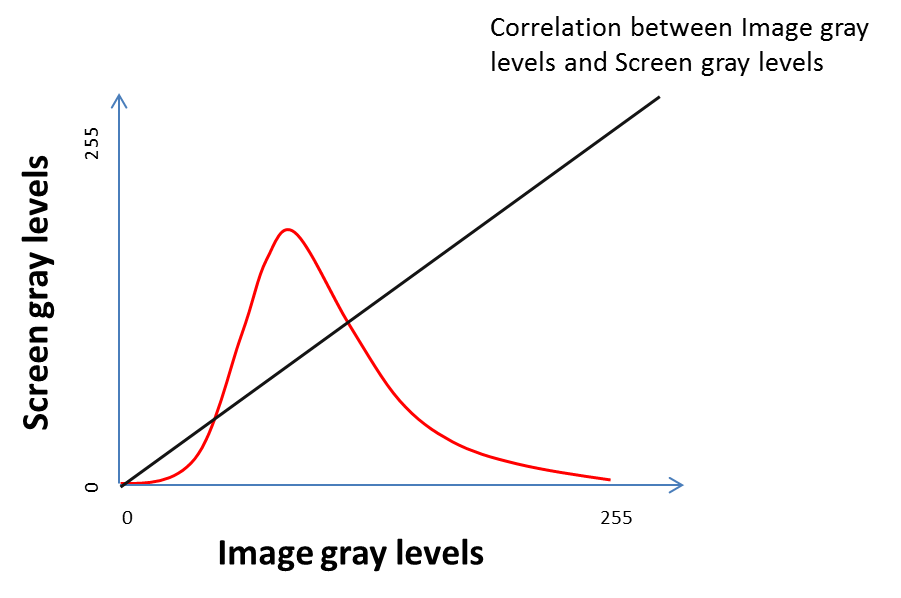 Correlation between Image gray
levels and Screen gray levels
255
Screen gray levels
0
0
255
Image gray levels